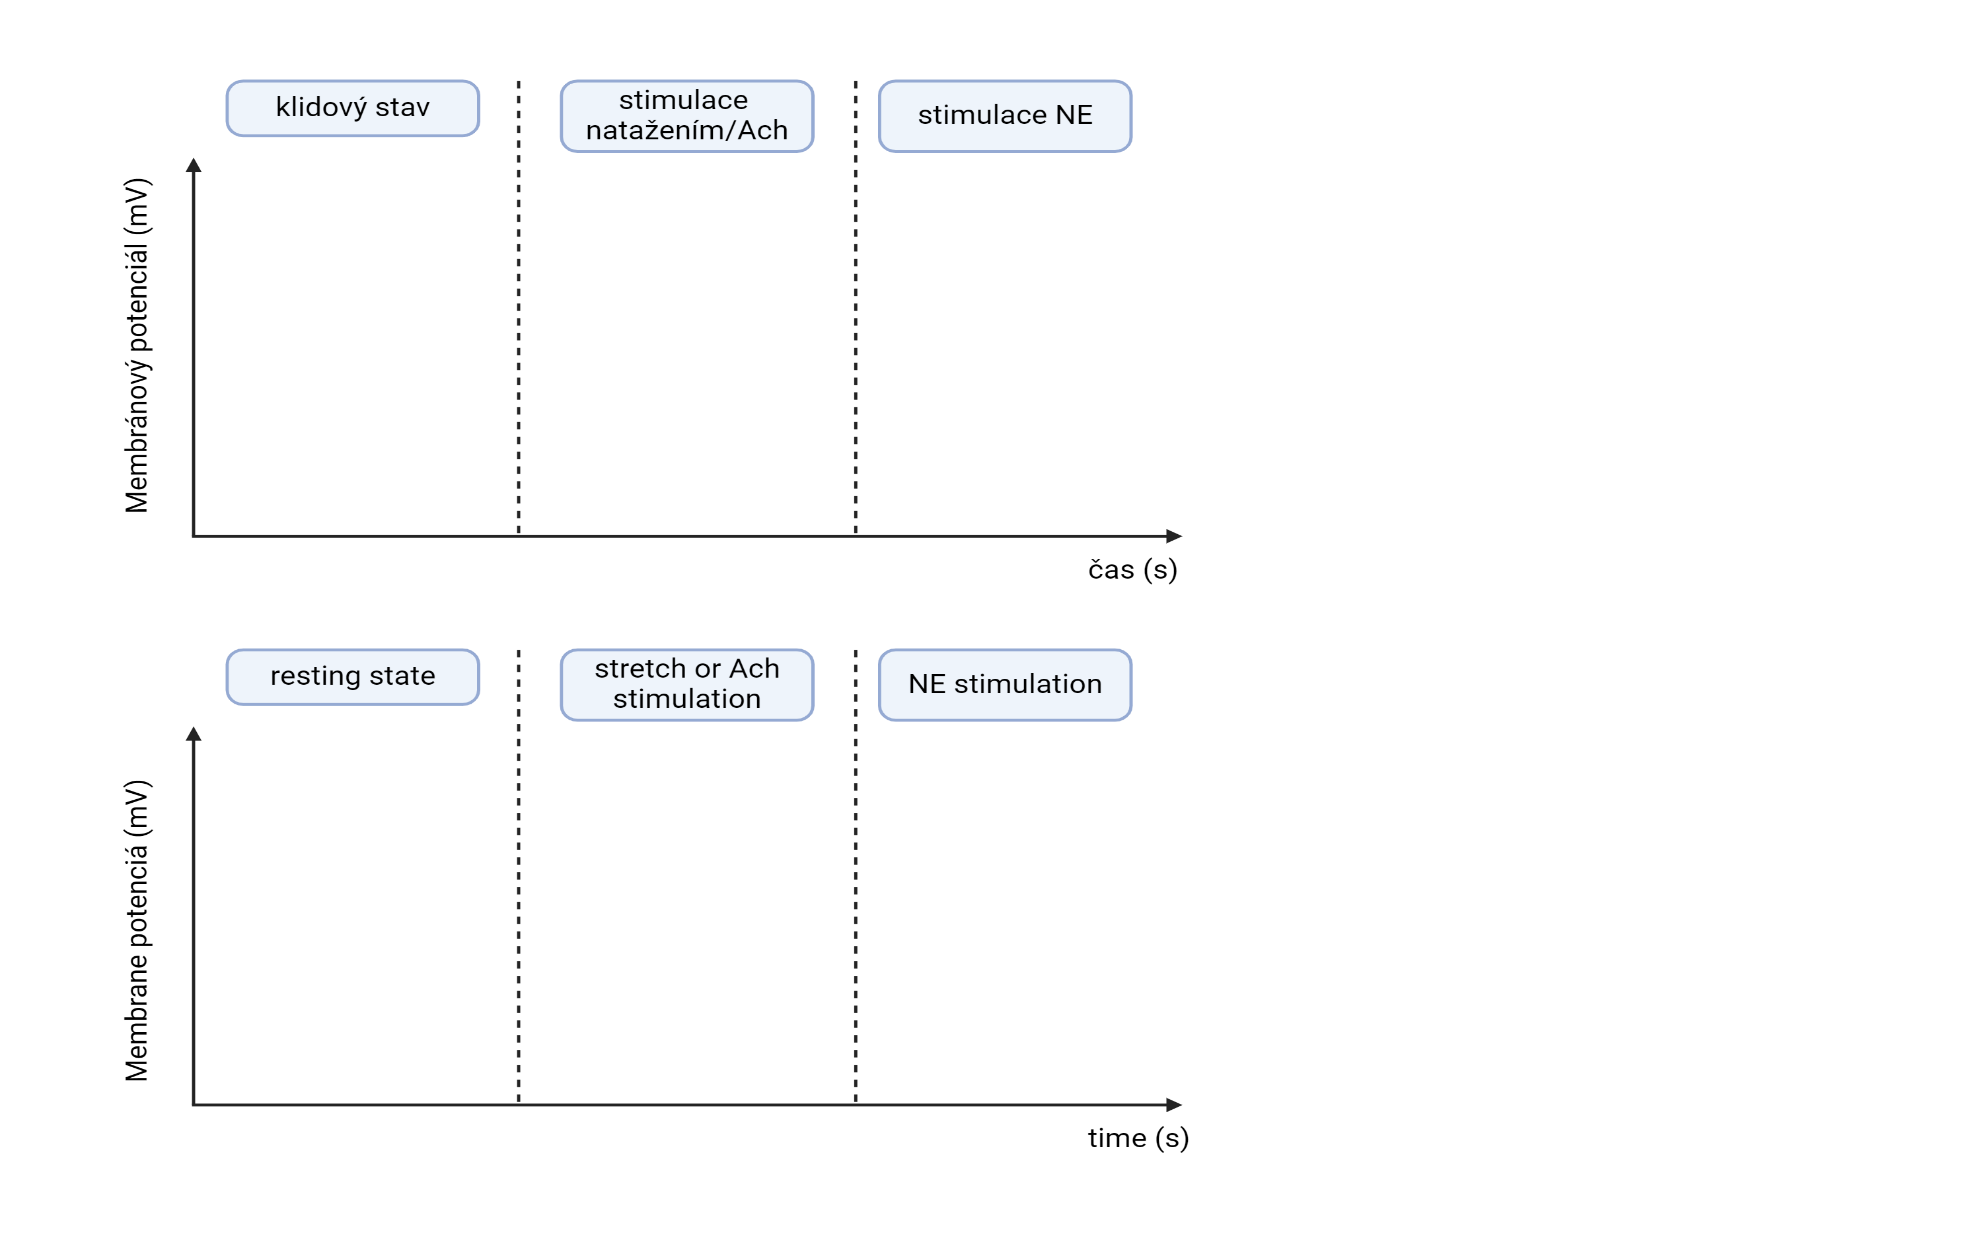 klidový stav
stimulace
natažením/Ach
stimulace NE
Membránový potenciál (mV)
čas (s)
resting state
stretch or Ach
stimulation
NE stimulation
Membrane potenciá (mV)
time (s)